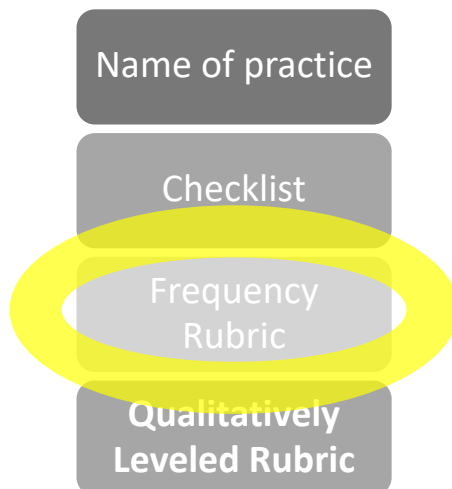 Name of practice
Checklist
Frequency
Rubric
Qualitatively
Leveled Rubric